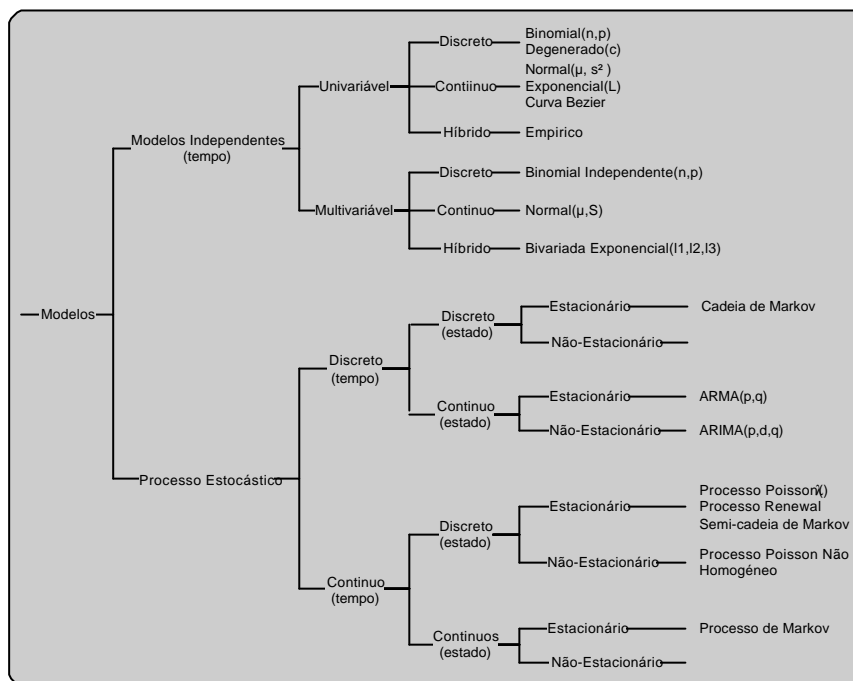 Modelos
Modelos Independentes
(tempo)
Univariável
Discreto
Binomial(n,p)
Degenerado(c)
Contiinuo
Normal(µ, s² )
Exponencial(L)
Curva Bezier
Híbrido
Empirico
Multivariável
Discreto
Binomial Independente(n,p)
Continuo
Normal(µ,S)
Híbrido
Bivariada Exponencial(l1,l2,l3)
Processo Estocástico
Discreto
(tempo)
Discreto
(estado)
Estacionário
Cadeia de Markov
Não-Estacionário
Continuo
(estado)
Estacionário
ARMA(p,q)
Não-Estacionário
ARIMA(p,d,q)
Continuo
(tempo)
Discreto
(estado)
Estacionário
Processo Poisson(λ)
Processo Renewal
Semi-cadeia de Markov
Não-Estacionário
Processo Poisson Não
Homogéneo
Continuos
(estado)
Estacionário
Processo de Markov
Não-Estacionário